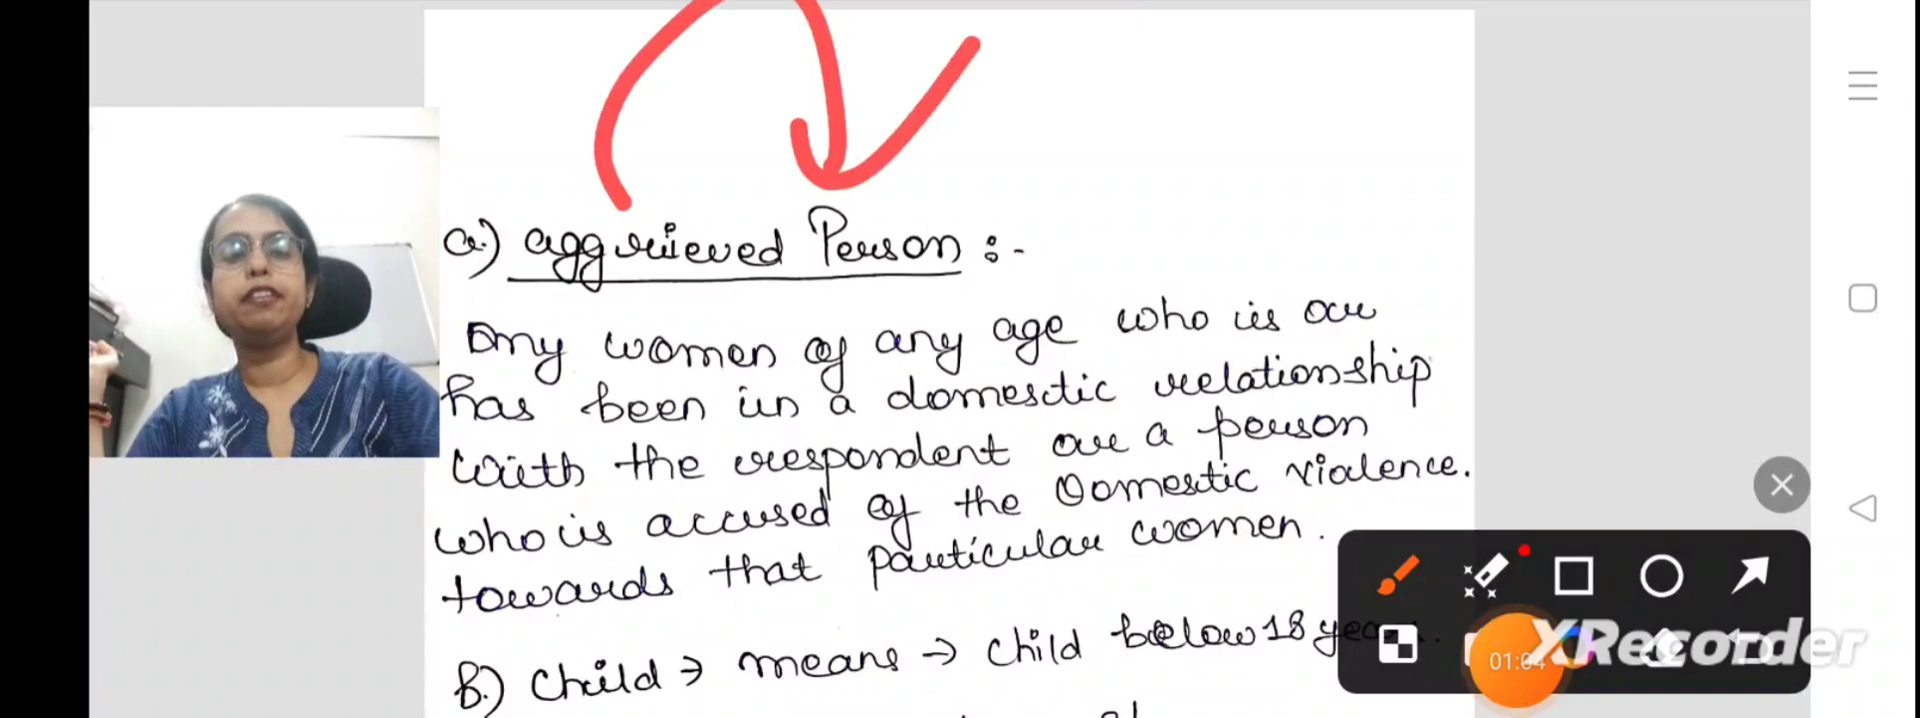 a.) aggrieved Person :-
Any women of any age who is or
has been in a domestic relationship
with the respondent or a person
who is accused of the Domestic violence.
towards that particular women.
b.) Child → means → child below 18 years.
01:04
XRecorder